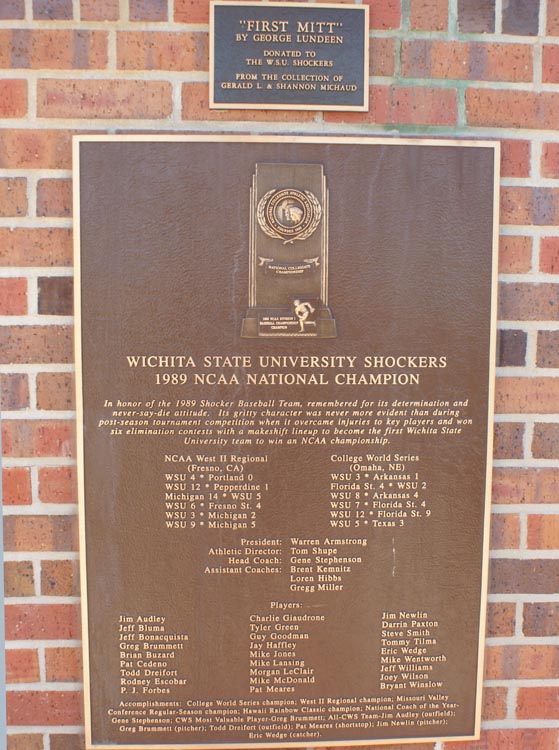 "FIRST MITT"
BY GEORGE LUNDEEN
DONATED TO
THE W.S.U. SHOCKERS
FROM THE COLLECTION OF
GERALD L. & SHANNON MICHAUD
NATIONAL COLLEGIATE
CHAMPIONSHIP
1989 NCAA DIVISION I
BASEBALL CHAMPIONSHIP
CHAMPION
WICHITA STATE UNIVERSITY SHOCKERS
1989 NCAA NATIONAL CHAMPION
In honor of the 1989 Shocker Baseball Team, remembered for its determination and
never-say-die attitude. Its gritty character was never more evident than during
post-season tournament competition when it overcame injuries to key players and won
six elimination contests with a makeshift lineup to become the first Wichita State
University team to win an NCAA championship.
NCAA West II Regional
(Fresno, CA)
WSU 4 * Portland 0
WSU 12 * Pepperdine 1
Michigan 14 * WSU 5
WSU 6 * Fresno St. 4
WSU 3 * Michigan 2
WSU 9 * Michigan 5
College World Series
(Omaha, NE)
WSU 3 * Arkansas 1
Florida St. 4 * WSU 2
WSU 8 * Arkansas 4
WSU 7 * Florida St. 4
WSU 12 * Florida St. 9
WSU 5 * Texas 3
President: Warren Armstrong
Athletic Director: Tom Shupe
Head Coach: Gene Stephenson
Assistant Coaches: Brent Kemnitz
Loren Hibbs
Gregg Miller
Players:
Jim Audley
Jeff Bluma
Jeff Bonacquista
Greg Brummett
Brian Buzard
Pat Cedeno
Todd Dreifort
Rodney Escobar
P. J. Forbes
Charlie Giaudrone
Tyler Green
Guy Goodman
Jay Haffley
Mike Jones
Mike Lansing
Morgan LeClair
Mike McDonald
Pat Meares
Jim Newlin
Darrin Paxton
Steve Smith
Tommy Tilma
Eric Wedge
Mike Wentworth
Jeff Williams
Joey Wilson
Bryant Winslow
Accomplishments: College World Series champion; West II Regional champion; Missouri Valley
Conference Regular-Season champion; Hawaii Rainbow Classic champion; National Coach of the Year-
Gene Stephenson; CWS Most Valuable Player-Greg Brummett; All-CWS Team-Jim Audley (outfield);
Greg Brummett (pitcher); Todd Dreifort (outfield); Pat Meares (shortstop); Jim Newlin (pitcher);
Eric Wedge (catcher).